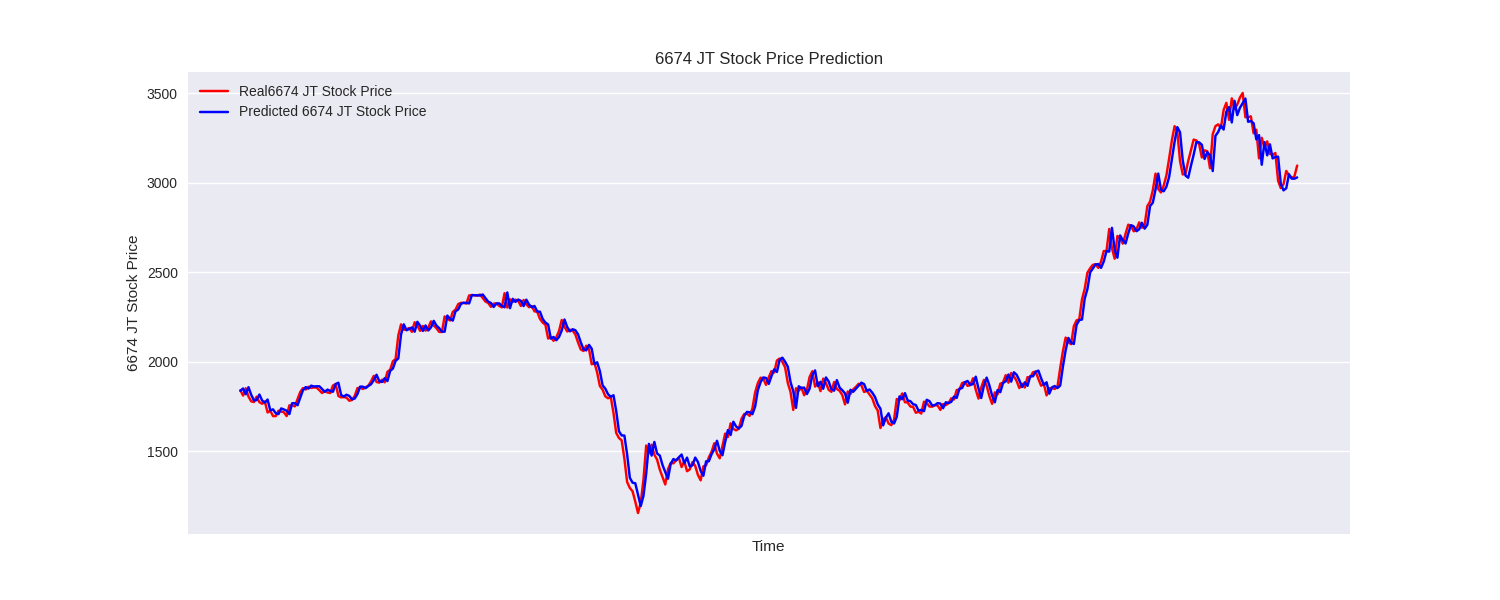 6674 JT Stock Price Prediction
Real6674 JT Stock Price
Predicted 6674 JT Stock Price
3500
3000
2500
2000
1500
6674 JT Stock Price
Time